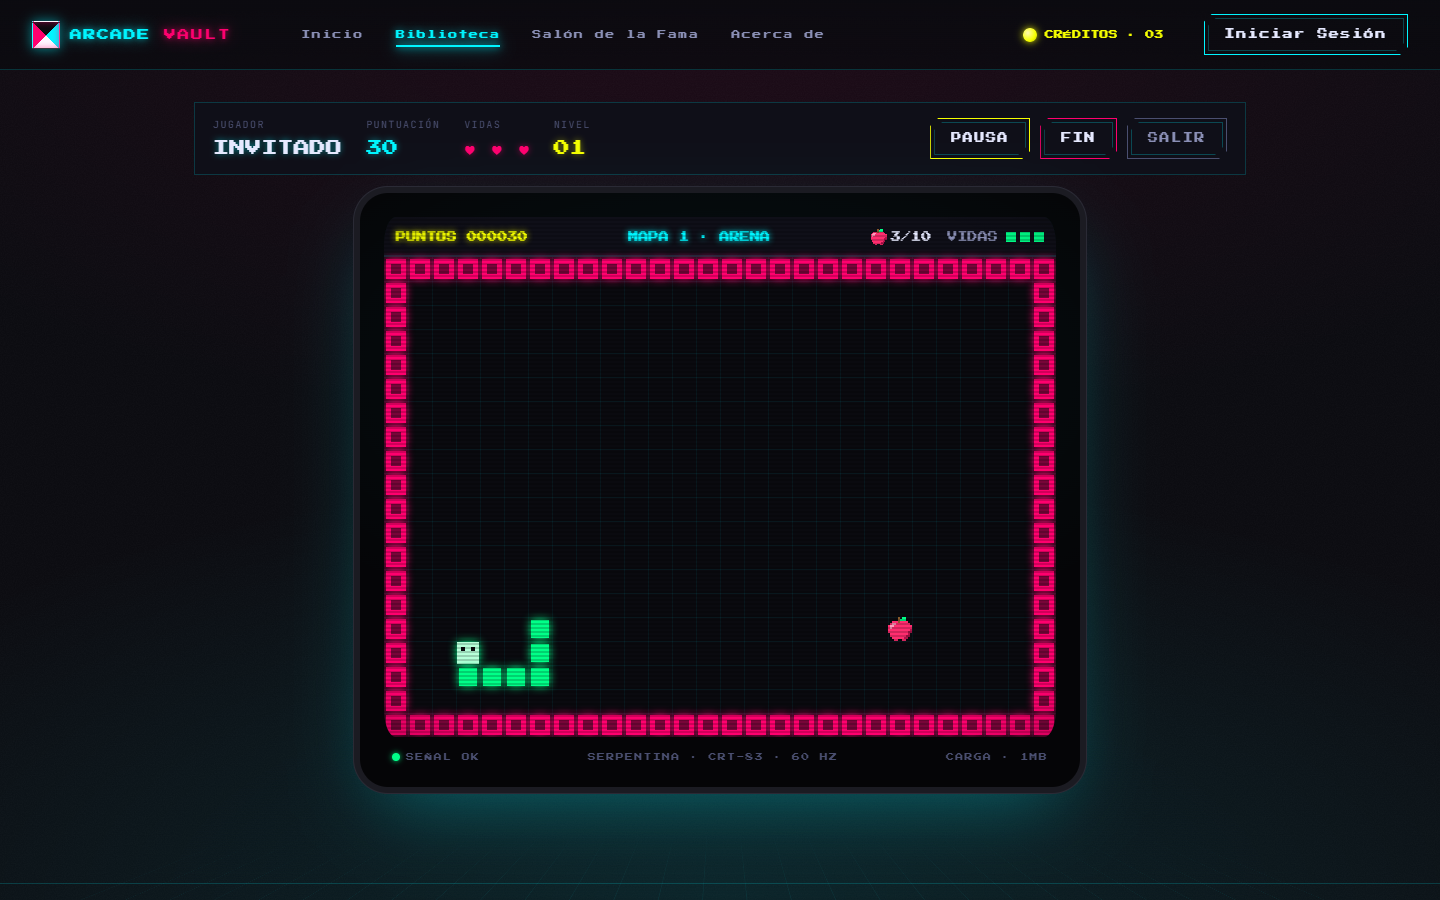 ARCADE VAULT
Inicio
Biblioteca
Salón de la Fama
Acerca de
CRéDITOS · 03
Iniciar Sesión
JUGADOR
INVITADO
PUNTUACIÓN
30
VIDAS
NIVEL
01
PAUSA
FIN
SALIR
PUNTOS 000030
MAPA 1 · ARENA
3/10
VIDAS
SEñAL OK
SERPENTINA · CRT-83 · 60 HZ
CARGA · 1MB